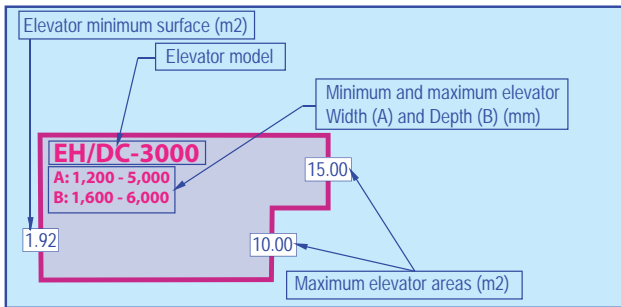 Elevator minimum surface (m2)
Elevator model
Minimum and maximum elevator
Width (A) and Depth (B) (mm)
EH/DC-3000
A: 1,200 - 5,000
B: 1,600 - 6,000
15.00
1.92
10.00
Maximum elevator areas (m2)